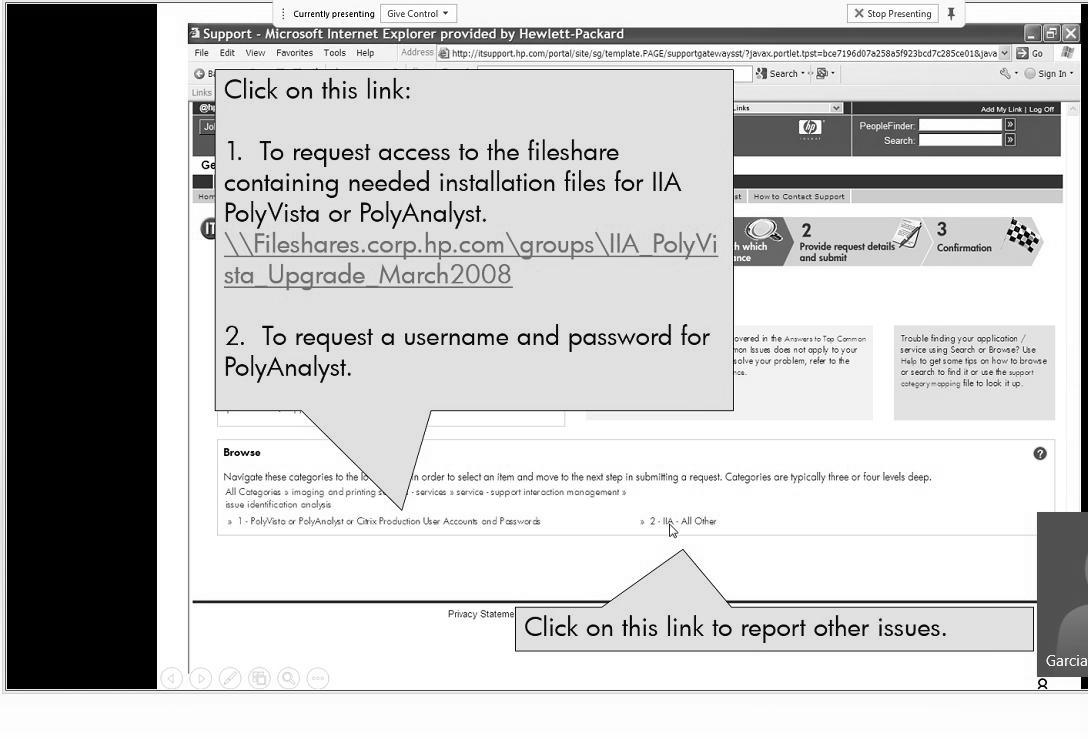 Currently presenting Give Control Stop Presenting
Support - Microsoft Internet Explorer provided by Hewlett-Packard
File Edit View Favorites Tools Help Address http://itsupport.hp.com/portal/site/sg/template.PAGE/supportgatewaysst/?javax.portlet.tpst=bce7196d07a258a5f923bcd7c285ce01&java Go
Search Sign In
Links
Add My Link | Log Off
hp
invent
PeopleFinder:
Search:
How to Contact Support
Click on this link:
1. To request access to the fileshare
containing needed installation files for IIA
PolyVista or PolyAnalyst.
\\Fileshares.corp.hp.com\groups\IIA_PolyVi
sta_Upgrade_March2008
2. To request a username and password for
PolyAnalyst.
which
2
Provide request details
and submit
3
Confirmation
overed in the Answers to Top Common
mon Issues does not apply to your
solve your problem, refer to the
Trouble finding your application /
service using Search or Browse? Use
Help to get some tips on how to browse
or search to find it or use the support
category mapping file to look it up.
Browse
?
Navigate these categories to the lo in order to select an item and move to the next step in submitting a request. Categories are typically three or four levels deep.
All Categories » imaging and printing - services » service - support interaction management »
issue identification analysis
» 1 - PolyVista or PolyAnalyst or Citrix Production User Accounts and Passwords
» 2 - IIA - All Other
Privacy Stateme
Click on this link to report other issues.
Garcia